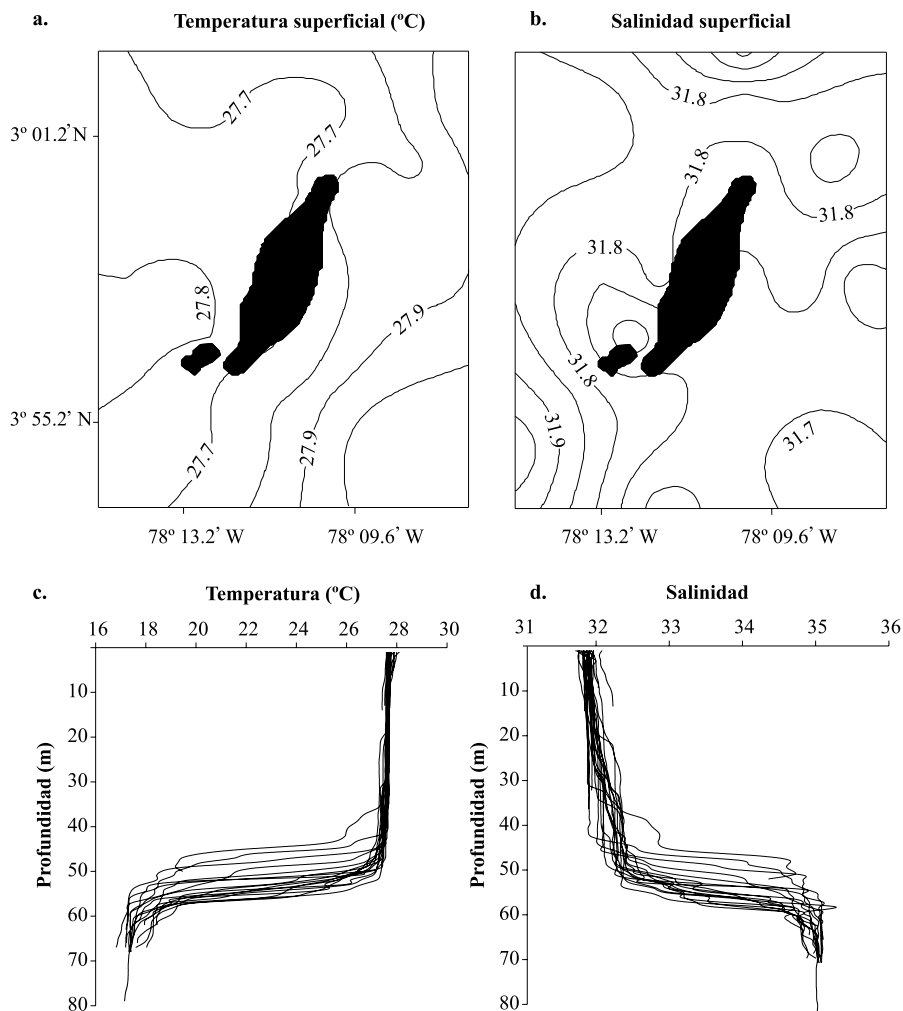 a. Temperatura superficial (ºC)
27.7
27.7
27.8
27.9
27.9
27.7
3º 01.2’ N
3º 55.2’ N
78º 13.2’ W 78º 09.6’ W
b. Salinidad superficial
31.8
31.8
31.8
31.8
31.8
31.9
31.7
78º 13.2’ W 78º 09.6’ W
c. Temperatura (ºC)
16 18 20 22 24 26 28 30
10
20
30
40
50
60
70
80
Profundidad (m)
d. Salinidad
31 32 33 34 35 36
10
20
30
40
50
60
70
80
Profundidad (m)